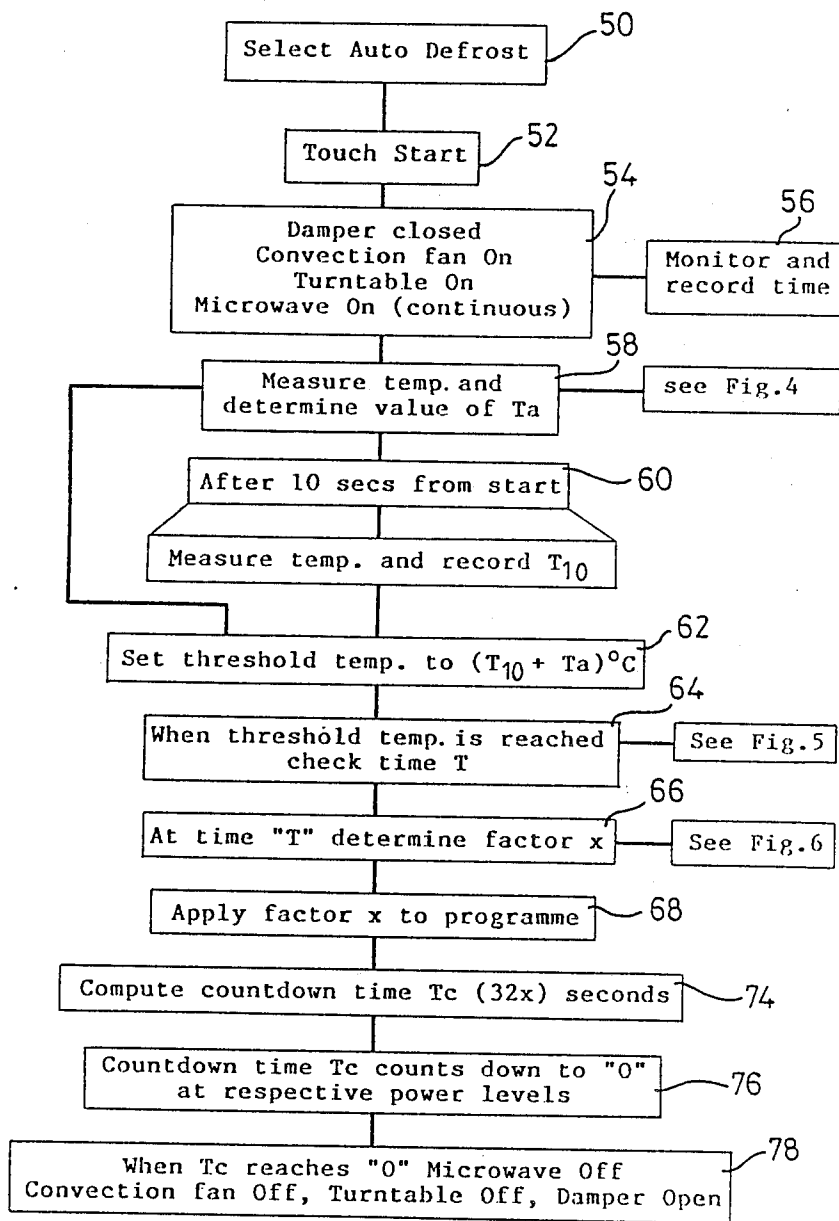 50
Select Auto Defrost
52
Touch Start
54
Damper closed
Convection fan On
Turntable On
Microwave On (continuous)
56
Monitor and
record time
58
Measure temp. and
determine value of Ta
see Fig.4
After 10 secs from start
60
Measure temp. and record T10
62
Set threshold temp. to (T10 + Ta)°C
64
When threshold temp. is reached
check time T
See Fig.5
66
At time "T" determine factor x
See Fig.6
Apply factor x to programme
68
Compute countdown time Tc (32x) seconds
74
Countdown time Tc counts down to "O"
at respective power levels
76
78
When Tc reaches "O" Microwave Off
Convection fan Off, Turntable Off, Damper Open